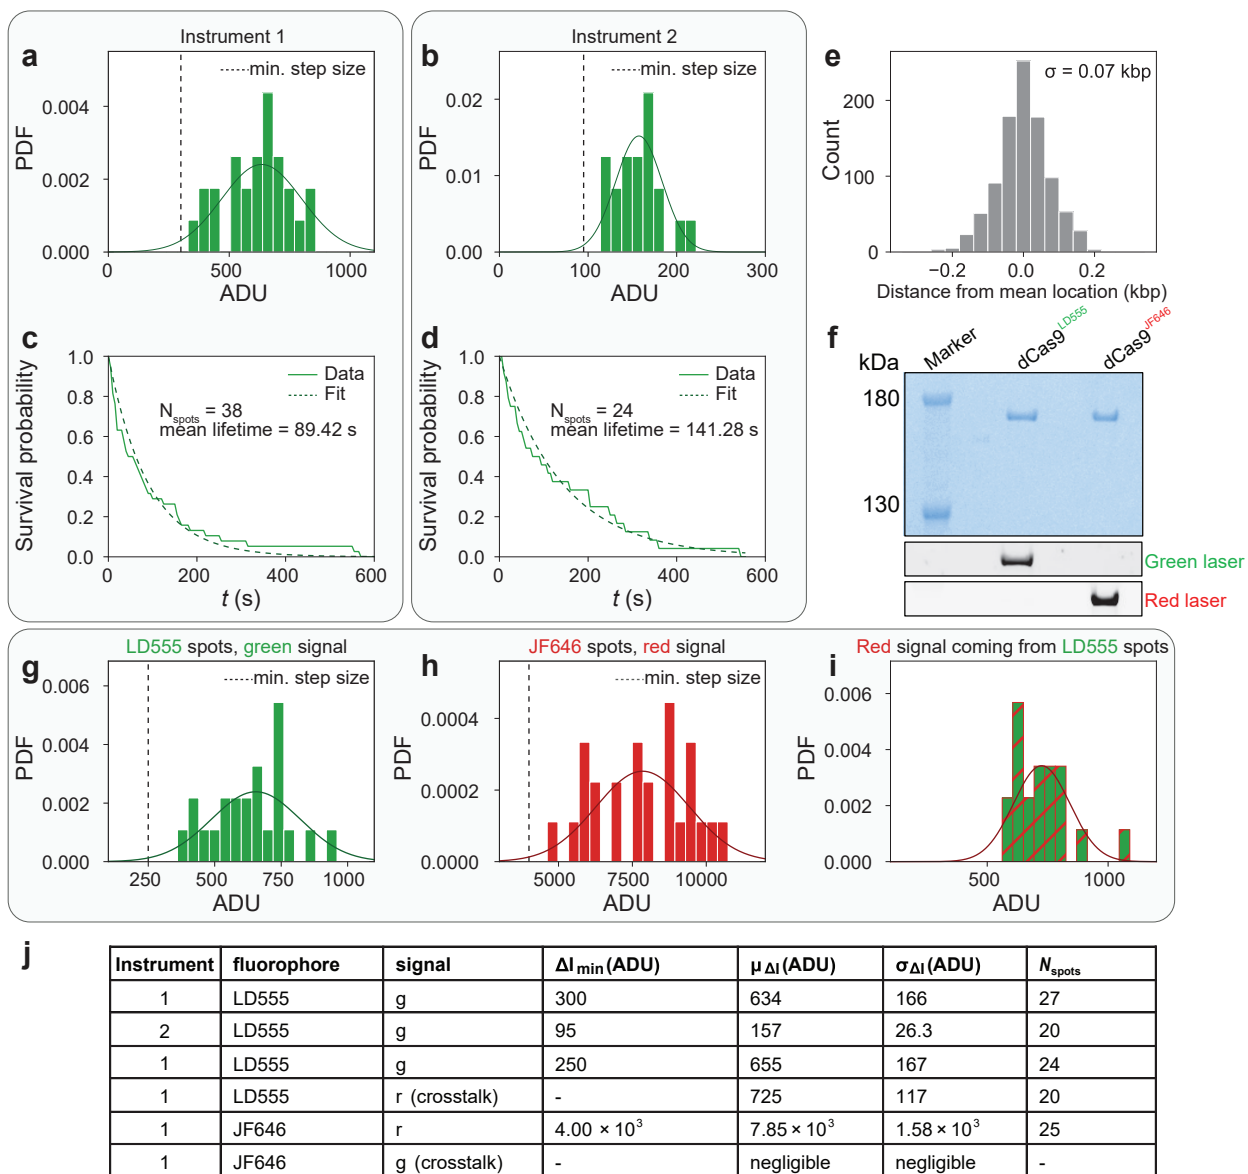 Instrument 1
a
min. step size
0.004
0.002
0.000
PDF
0
500
1000
ADU
Instrument 2
b
min. step size
0.02
0.01
0.00
PDF
0
100
200
300
ADU
e
σ = 0.07 kbp
200
100
0
Count
−0.2
0.0
0.2
Distance from mean location (kbp)
c
Data
Fit
N_spots = 38
mean lifetime = 89.42 s
1.0
0.8
0.6
0.4
0.2
0.0
Survival probability
0
200
400
600
t (s)
d
Data
Fit
N_spots = 24
mean lifetime = 141.28 s
1.0
0.8
0.6
0.4
0.2
0.0
Survival probability
0
200
400
600
t (s)
f
kDa
Marker
dCas9^LD555
dCas9^JF646
180
130
Green laser
Red laser
LD555 spots, green signal
g
min. step size
0.006
0.004
0.002
0.000
PDF
250
500
750
1000
ADU
JF646 spots, red signal
h
min. step size
0.0004
0.0002
0.0000
PDF
5000
7500
10000
ADU
Red signal coming from LD555 spots
i
0.006
0.004
0.002
0.000
PDF
500
1000
ADU
j
Instrument fluorophore signal ΔI min (ADU) μ ΔI (ADU) σ ΔI (ADU) N_spots
1 LD555 g 300 634 166 27
2 LD555 g 95 157 26.3 20
1 LD555 g 250 655 167 24
1 LD555 r (crosstalk) - 725 117 20
1 JF646 r 4.00 × 10³ 7.85 × 10³ 1.58 × 10³ 25
1 JF646 g (crosstalk) - negligible negligible -